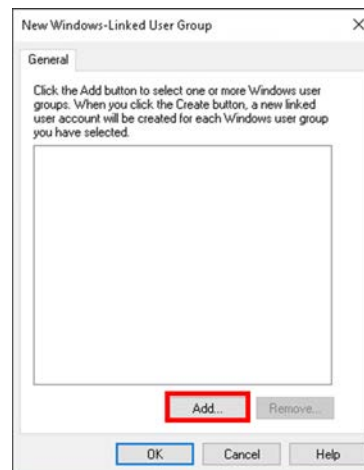 New Windows-Linked User Group
General
Click the Add button to select one or more Windows user
groups. When you click the Create button, a new linked
user account will be created for each Windows user group
you have selected.
Add...
Remove...
OK
Cancel
Help